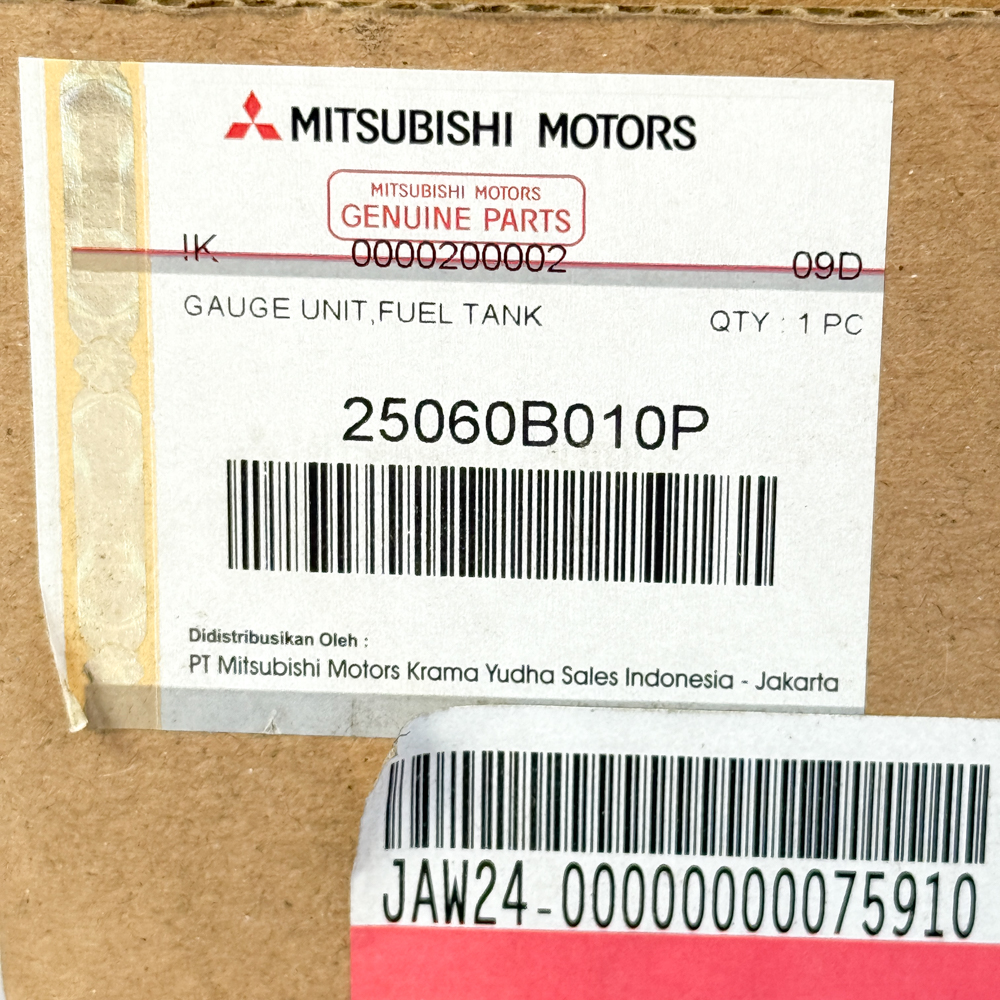 MITSUBISHI MOTORS
MITSUBISHI MOTORS
GENUINE PARTS
!K 0000200002 09D
GAUGE UNIT,FUEL TANK QTY : 1 PC
25060B010P
Didistribusikan Oleh :
PT Mitsubishi Motors Krama Yudha Sales Indonesia - Jakarta
JAW24-000000000075910